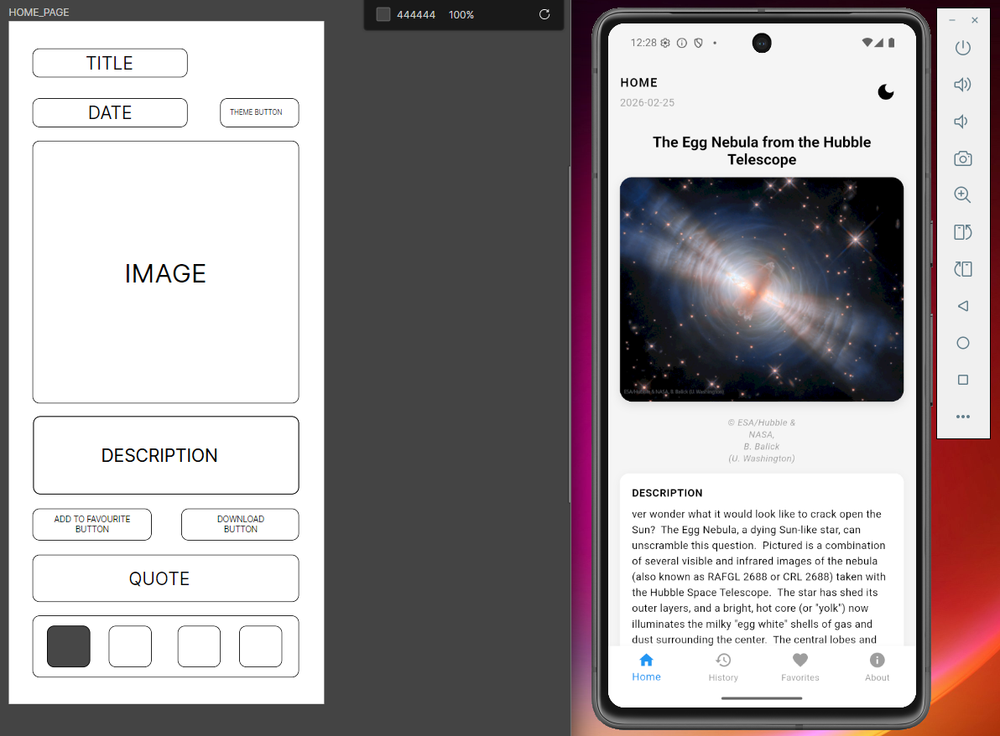 HOME_PAGE
444444 100%
TITLE
DATE
THEME BUTTON
IMAGE
DESCRIPTION
ADD TO FAVOURITE
BUTTON
DOWNLOAD
BUTTON
QUOTE
12:28
HOME
2026-02-25
The Egg Nebula from the Hubble
Telescope
ESA/Hubble & NASA, B. Balick (U. Washington)
© ESA/Hubble &
NASA,
B. Balick
(U. Washington)
DESCRIPTION
ver wonder what it would look like to crack open the
Sun?  The Egg Nebula, a dying Sun-like star, can
unscramble this question.  Pictured is a combination
of several visible and infrared images of the nebula
(also known as RAFGL 2688 or CRL 2688) taken with
the Hubble Space Telescope.  The star has shed its
outer layers, and a bright, hot core (or "yolk") now
illuminates the milky "egg white" shells of gas and
dust surrounding the center.  The central lobes and
Home
History
Favorites
About